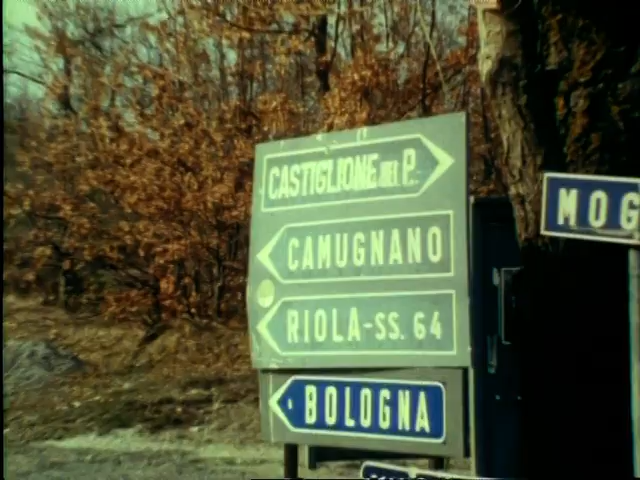 CASTIGLIONE DEI P.
CAMUGNANO
RIOLA-SS. 64
BOLOGNA
MOG